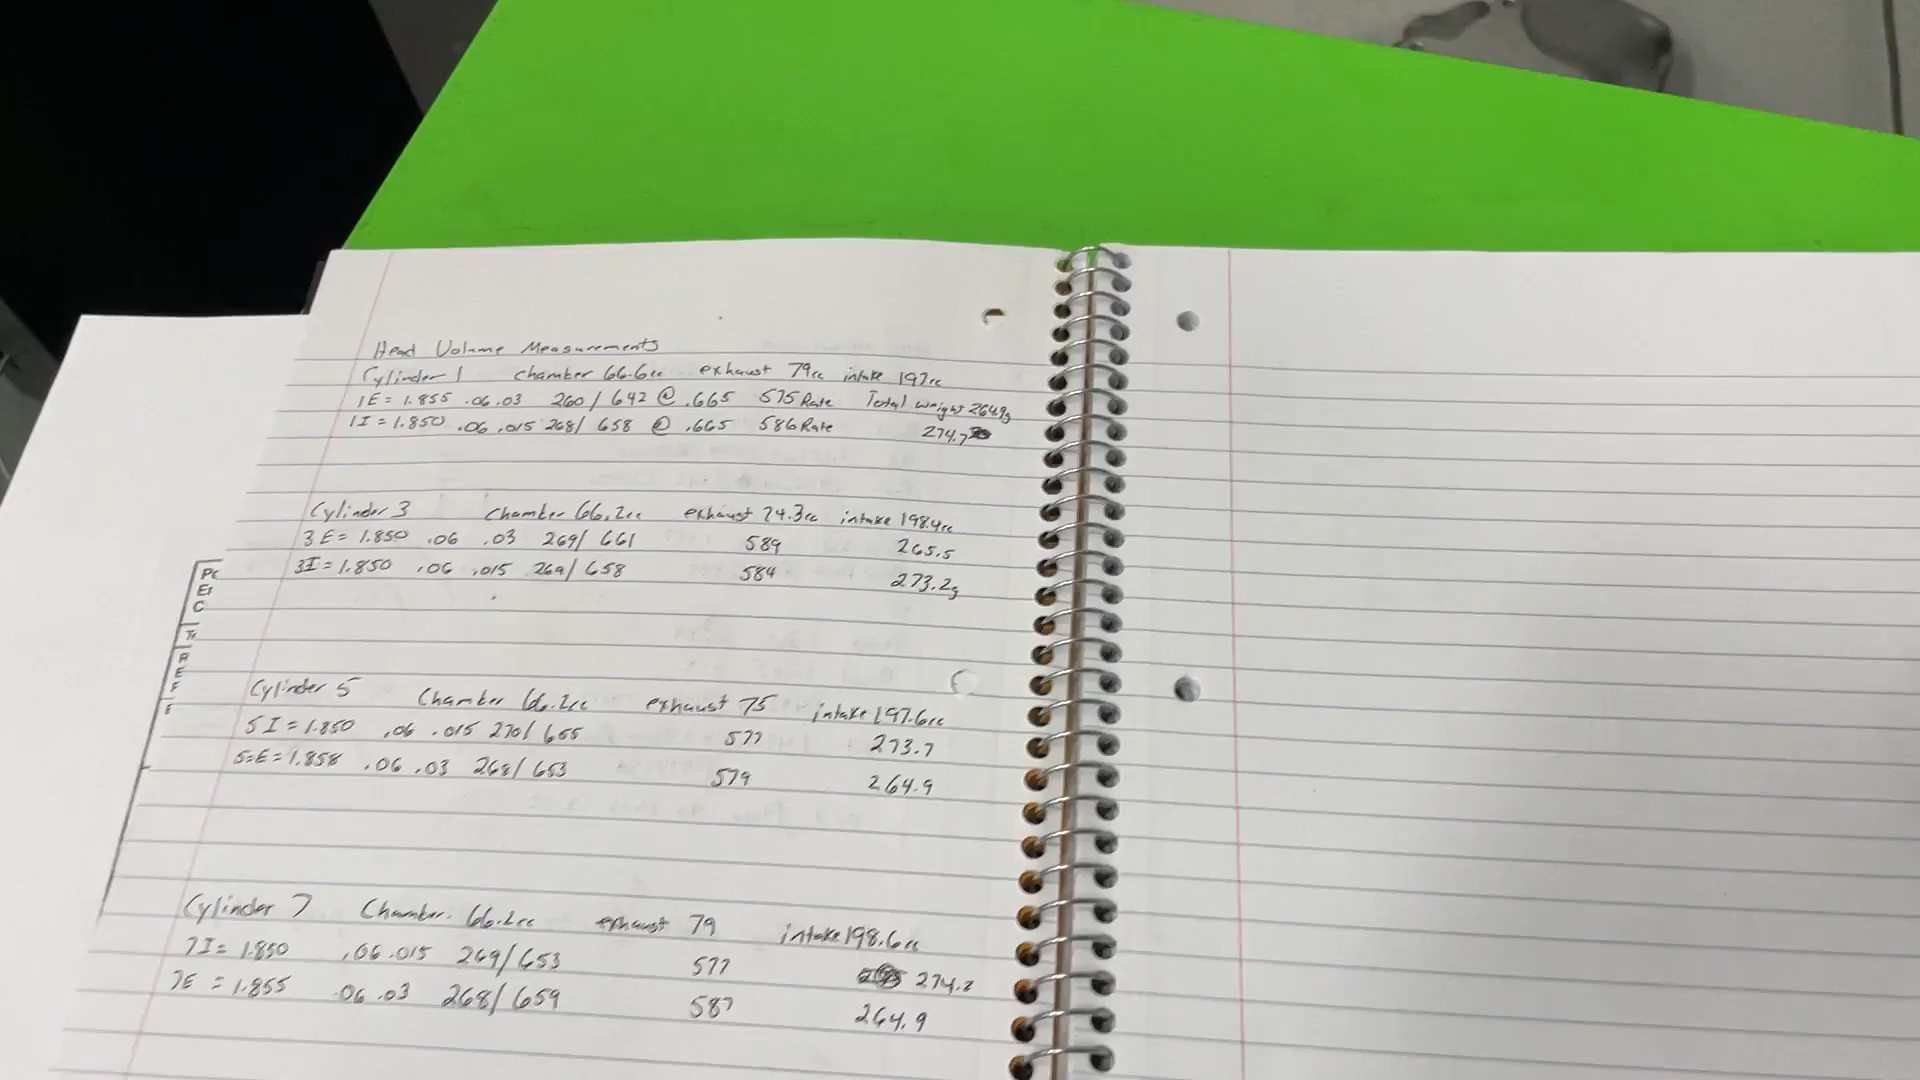 Head Volume Measurements
Cylinder 1 chamber 66.6cc exhaust 79cc intake 197cc
1E = 1.855 .06 .03 260/642 @ .665 575 Rate Total weight 264.9g
1I = 1.850 .06 .015 268/658 @ .665 586 Rate 274.7
Cylinder 3 chamber 66.2cc exhaust 74.3cc intake 198.4cc
3E = 1.850 .06 .03 269/661 589 265.5
3I = 1.850 .06 .015 269/658 584 273.2g
Cylinder 5 Chamber 66.2cc exhaust 75 intake 197.6cc
5I = 1.850 .06 .015 270/655 577 273.7
5E = 1.858 .06 .03 268/653 579 264.9
Cylinder 7 Chamber. 66.2cc exhaust 79 intake 198.6cc
7I = 1.850 .06 .015 269/653 577 274.2
7E = 1.855 .06 .03 268/659 587 264.9